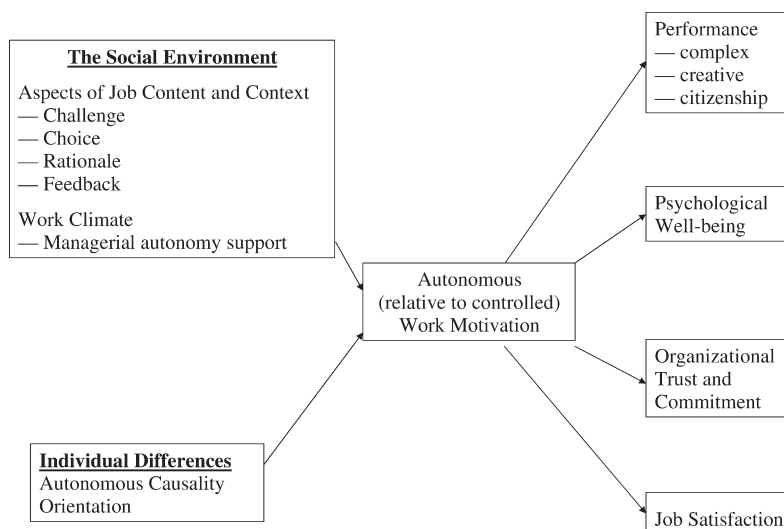 The Social Environment
Aspects of Job Content and Context
— Challenge
— Choice
— Rationale
— Feedback
Work Climate
— Managerial autonomy support
Individual Differences
Autonomous Causality
Orientation
Autonomous
(relative to controlled)
Work Motivation
Performance
— complex
— creative
— citizenship
Psychological
Well-being
Organizational
Trust and
Commitment
Job Satisfaction